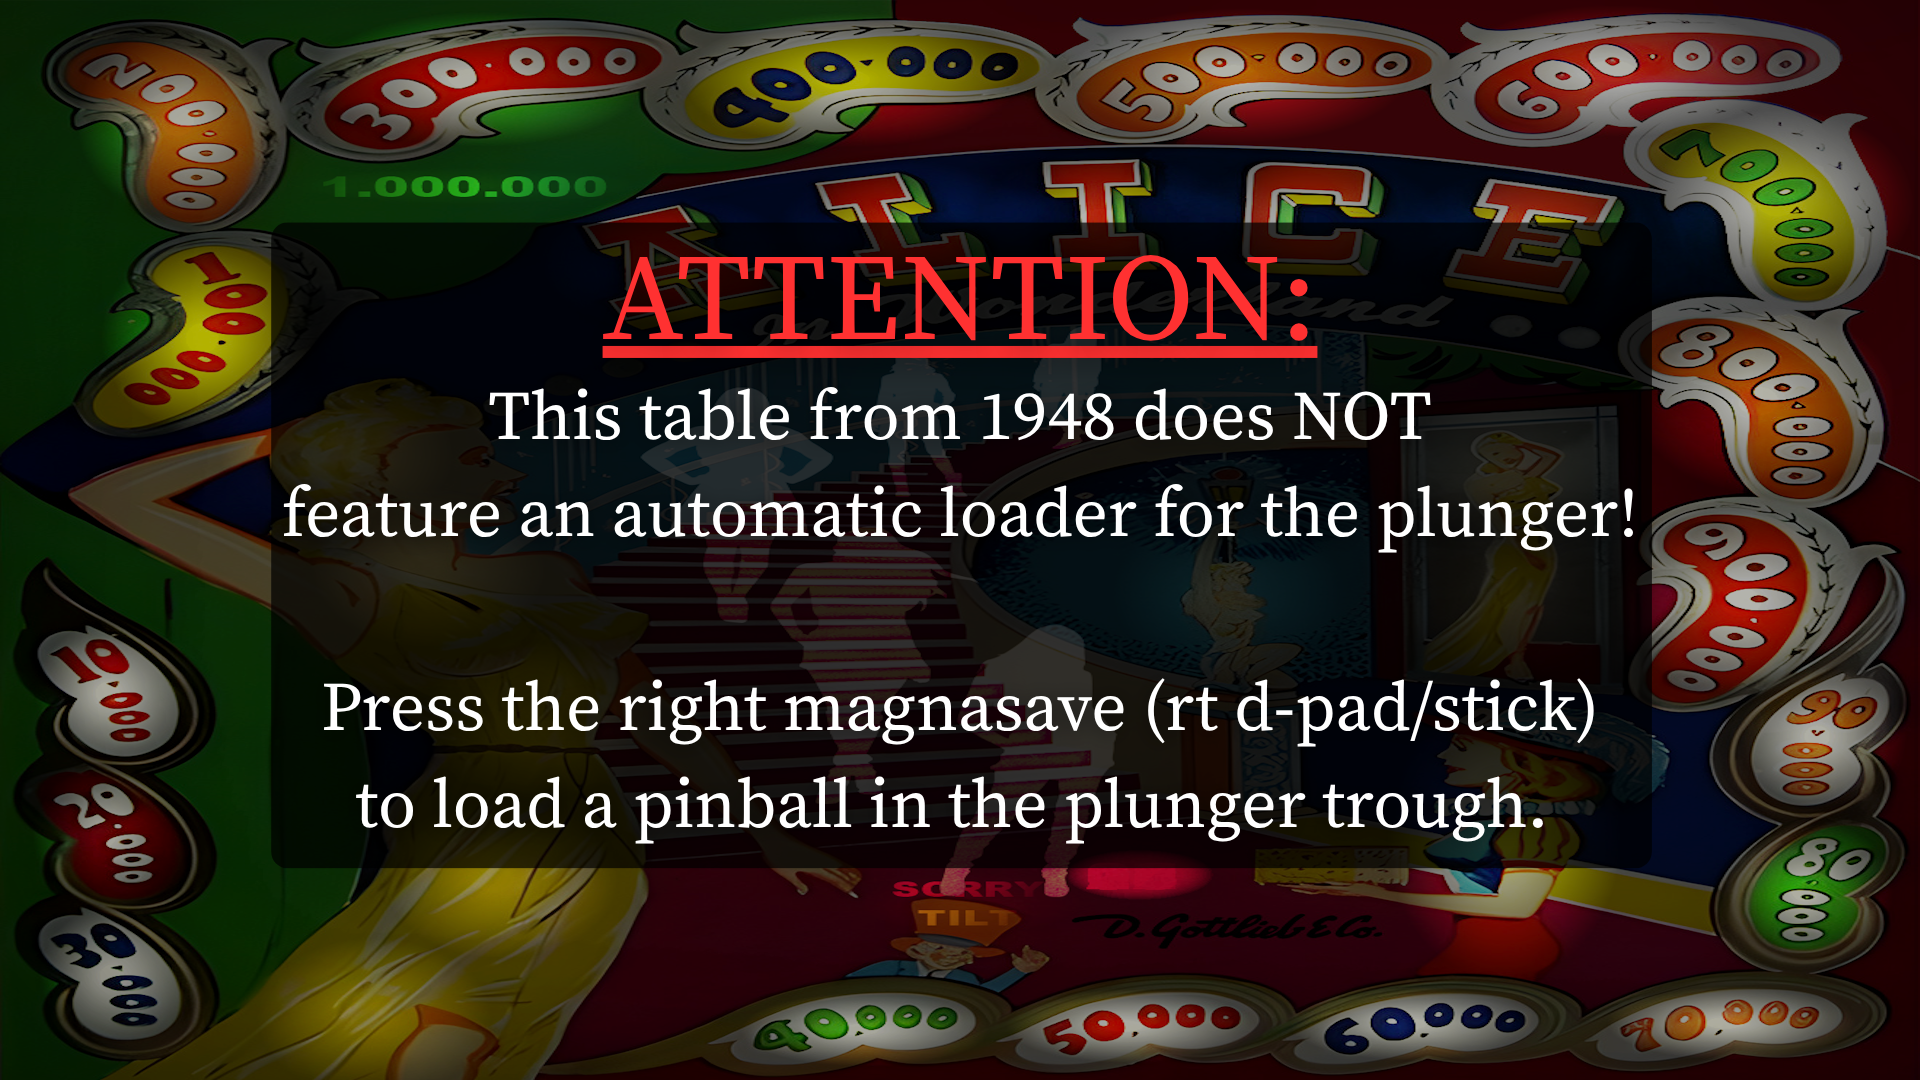 200.000
300.000
400.000
500.000
600.000
700.000
1.000.000
ALICE
in Wonderland
100.000
800.000
ATTENTION:
This table from 1948 does NOT
feature an automatic loader for the plunger!
900.000
10.000
Press the right magnasave (rt d-pad/stick)
90.000
to load a pinball in the plunger trough.
20.000
80.000
SORRY
TILT
D. Gottlieb & Co.
30.000
40.000
50.000
60.000
70.000